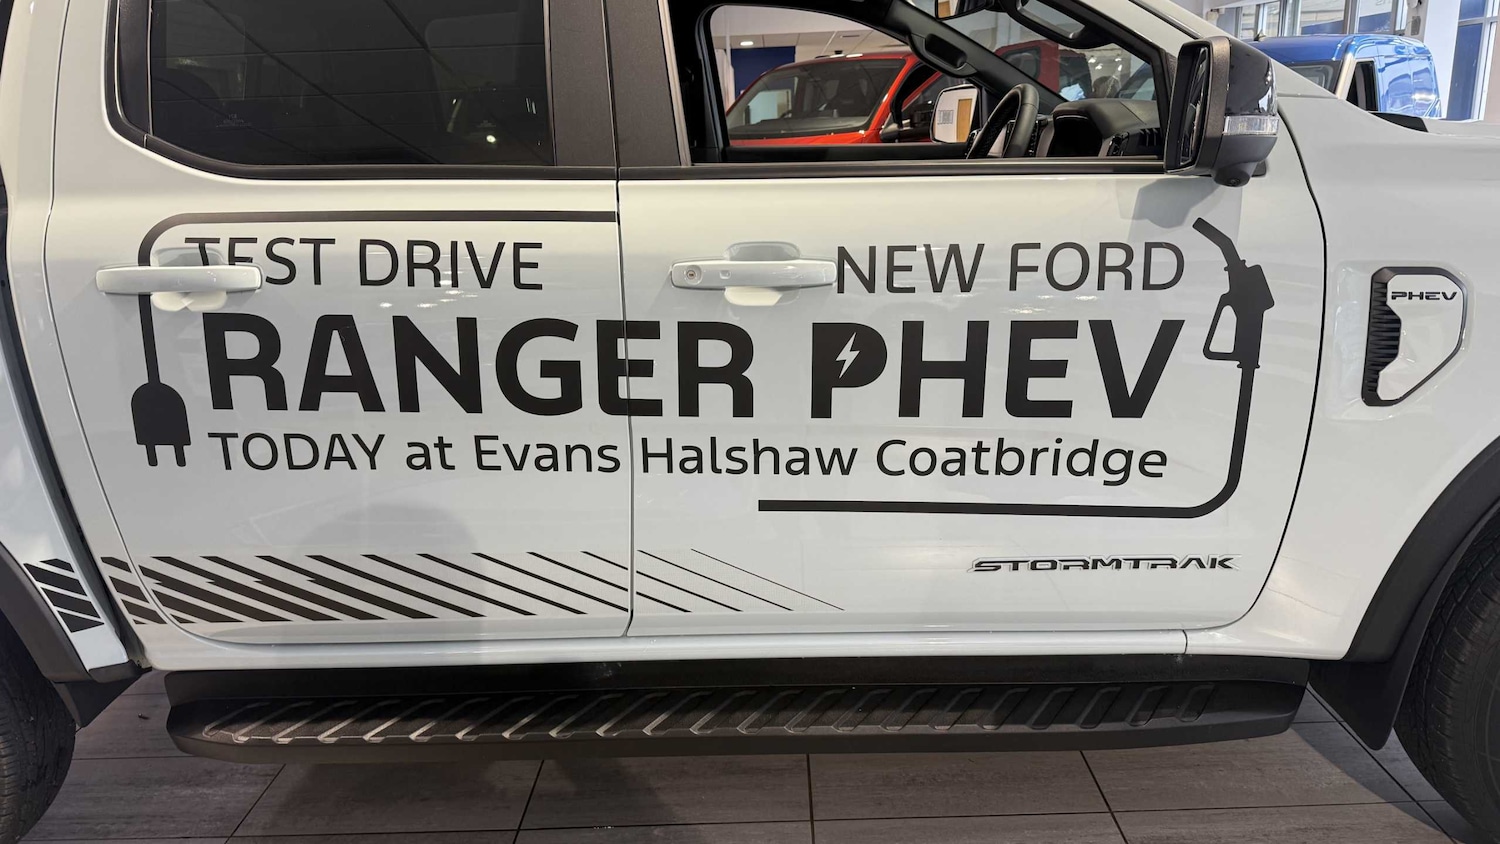 TEST DRIVE NEW FORD
RANGER PHEV
TODAY at Evans Halshaw Coatbridge
PHEV
STORMTRAK